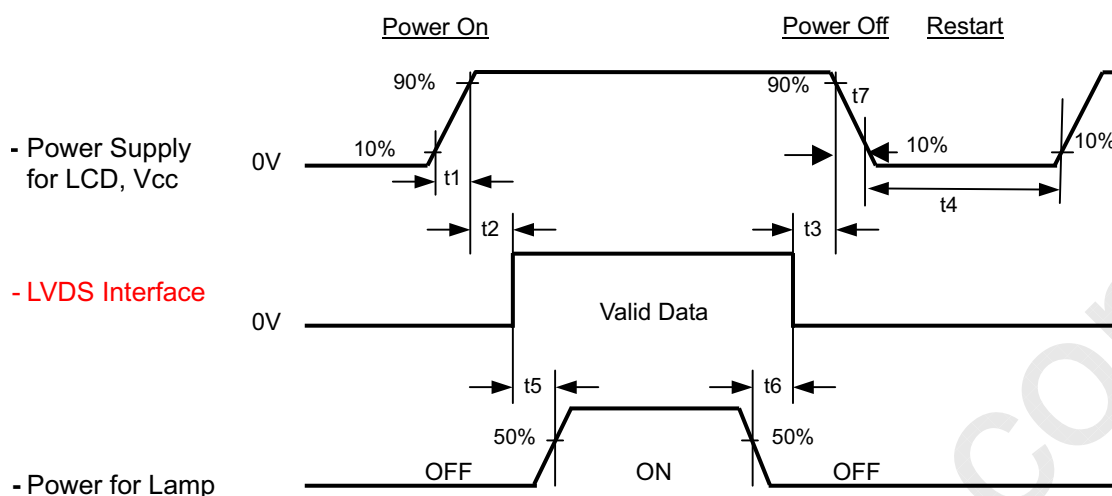 Power On
Power Off
Restart
90%
90%
t7
- Power Supply
for LCD, Vcc
0V
10%
10%
10%
t1
t4
t2
t3
- LVDS Interface
0V
Valid Data
t5
t6
50%
50%
- Power for Lamp
OFF
ON
OFF